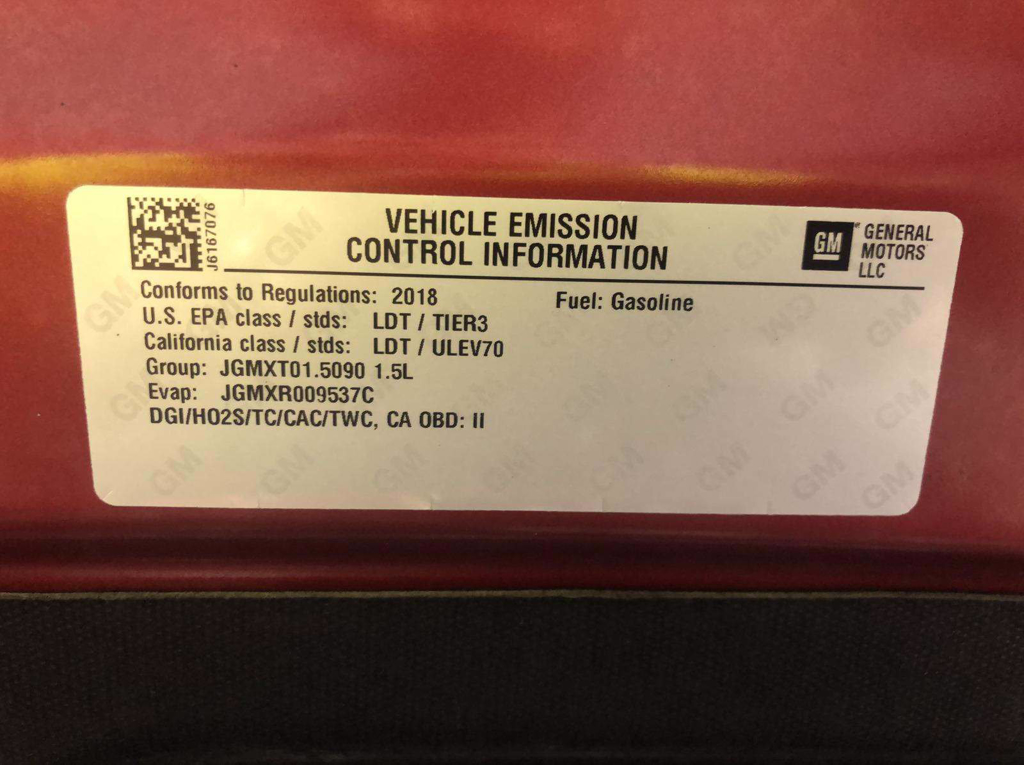 J6167076
VEHICLE EMISSION
CONTROL INFORMATION
GM
GENERAL
MOTORS
LLC
Conforms to Regulations: 2018
Fuel: Gasoline
U.S. EPA class / stds: LDT / TIER3
California class / stds: LDT / ULEV70
Group: JGMXT01.5090 1.5L
Evap: JGMXR009537C
DGI/HO2S/TC/CAC/TWC, CA OBD: II